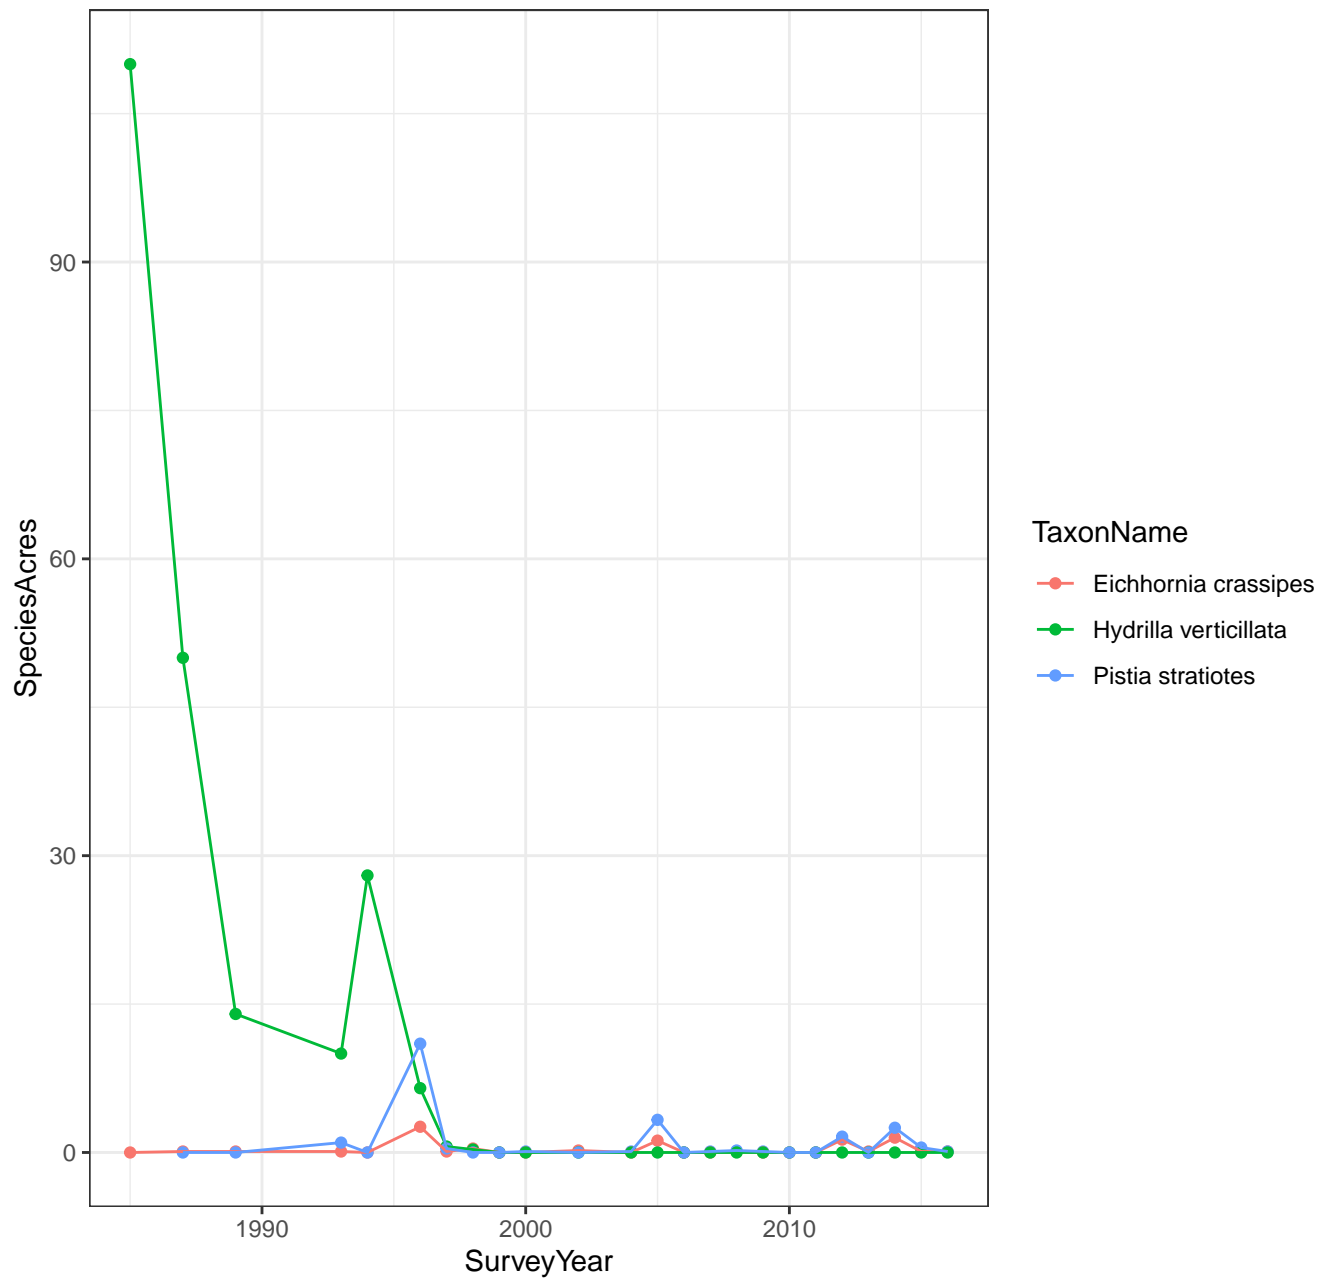 SpeciesAcres
90
60
30
0
1990
2000
2010
SurveyYear
TaxonName
Eichhornia crassipes
Hydrilla verticillata
Pistia stratiotes